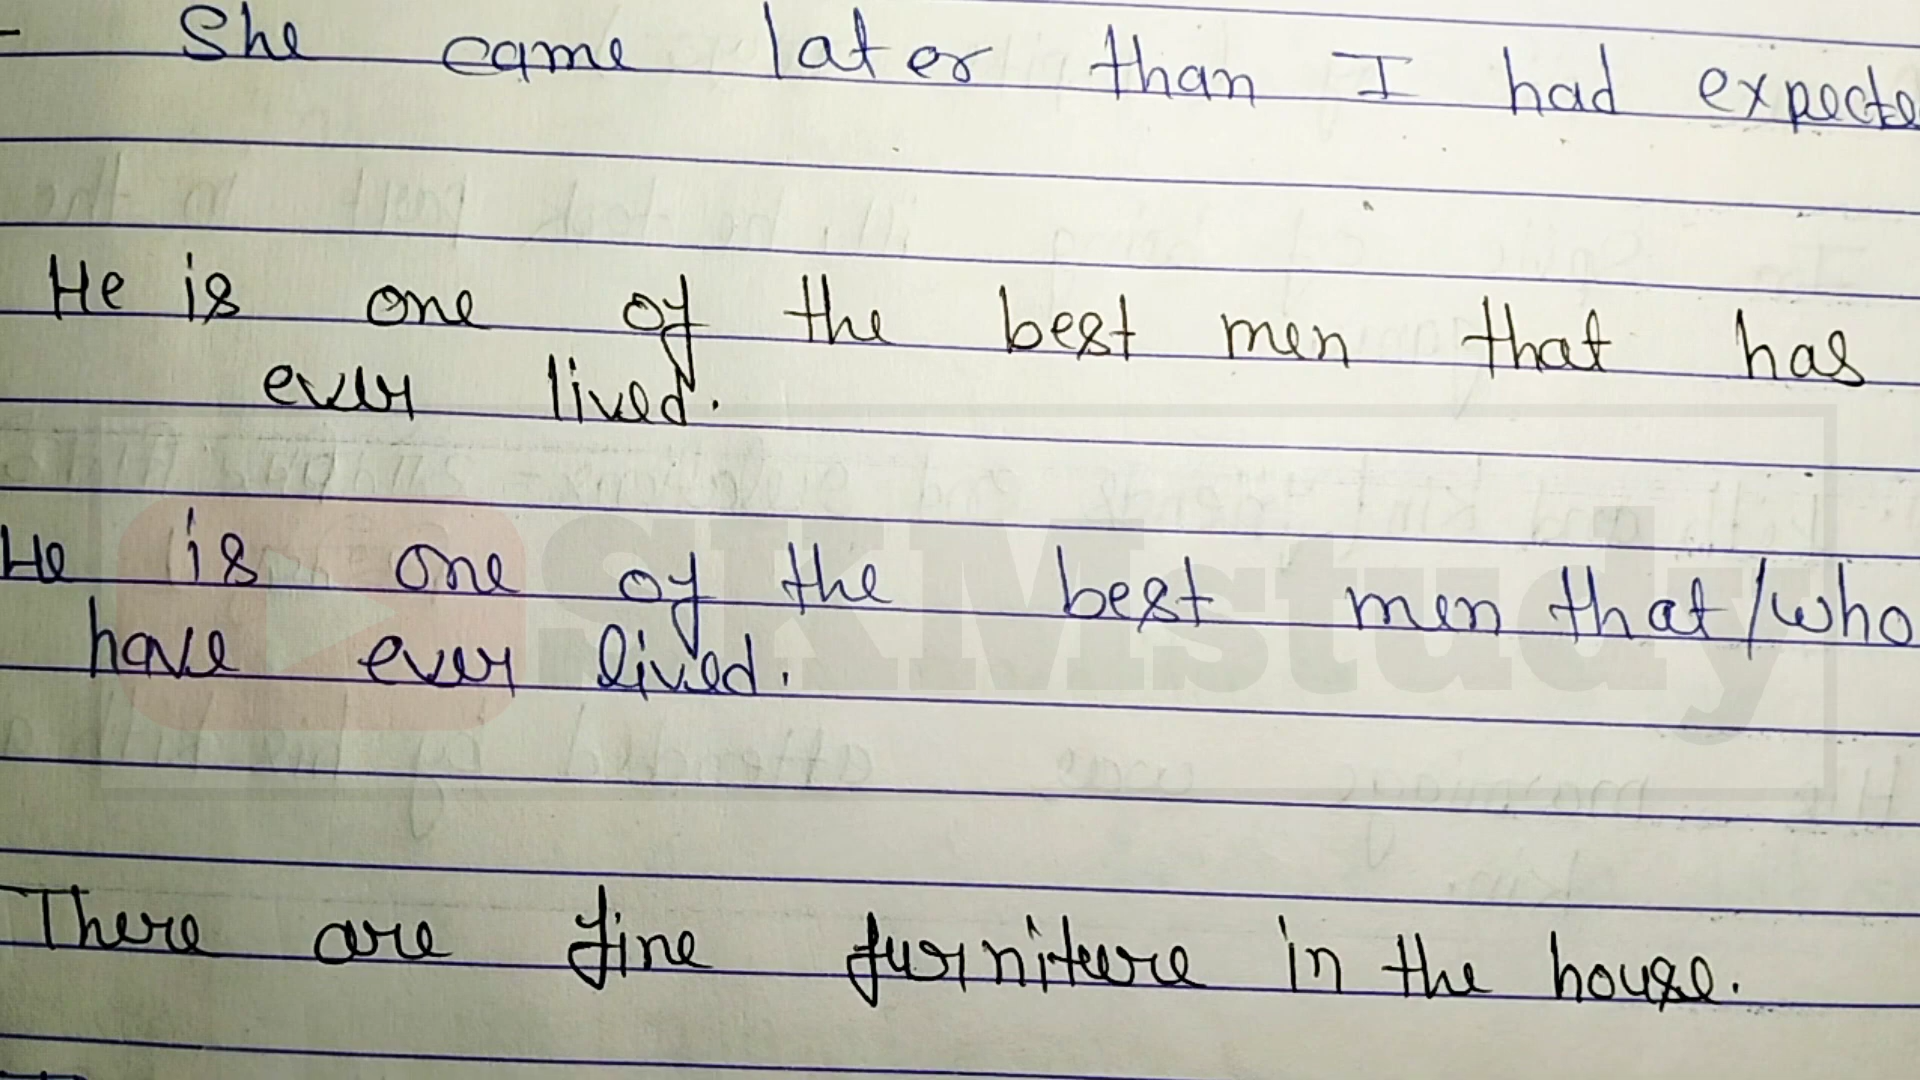 - She came later than I had expecte
He is one of the best men that has
ever lived.
He is one of the best men that/who
have ever lived.
SKMstudy
There are fine furniture in the house.